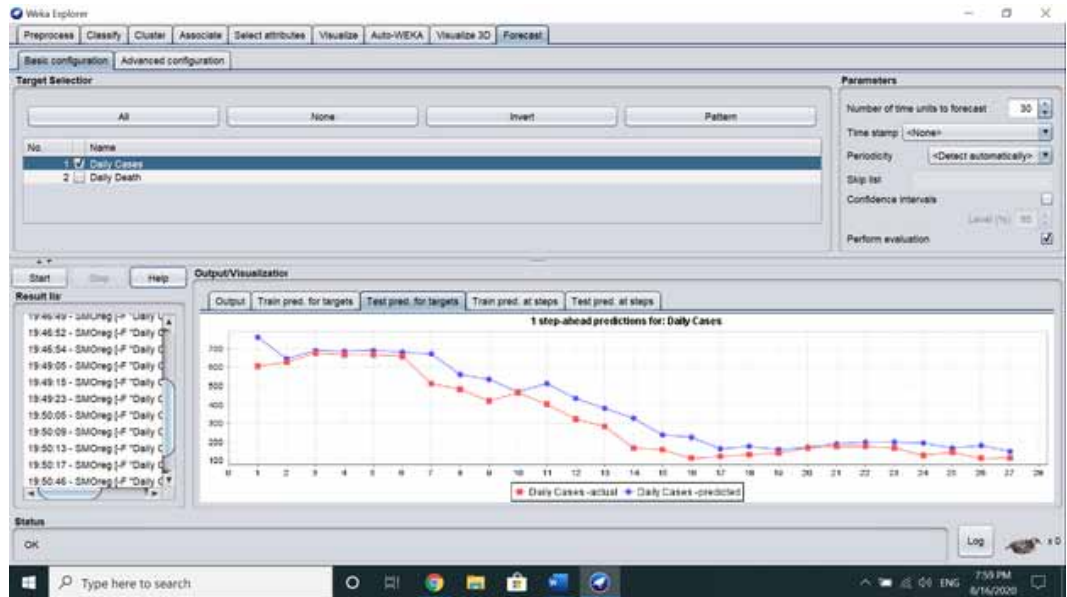 Weka Explorer
Preprocess Classify Cluster Associate Select attributes Visualize Auto-WEKA Visualize 3D Forecast
Basic configuration Advanced configuration
Target Selection
All None Invert Pattern
No. Name
1 Daily Cases
2 Daily Death
Parameters
Number of time units to forecast 30
Time stamp <None>
Periodicity <Detect automatically>
Skip list
Confidence intervals
Level (%)
Perform evaluation
Start Stop Help
Result lis
19:46:49 - SMOreg [-F "Daily C
19:46:52 - SMOreg [-F "Daily C
19:46:54 - SMOreg [-F "Daily C
19:49:05 - SMOreg [-F "Daily C
19:49:15 - SMOreg [-F "Daily C
19:49:23 - SMOreg [-F "Daily C
19:50:05 - SMOreg [-F "Daily C
19:50:09 - SMOreg [-F "Daily C
19:50:13 - SMOreg [-F "Daily C
19:50:17 - SMOreg [-F "Daily C
19:50:46 - SMOreg [-F "Daily C
Output/Visualization
Output Train pred. for targets Test pred. for targets Train pred. at steps Test pred. at steps
1 step-ahead predictions for: Daily Cases
700
600
500
400
300
200
100
0 1 2 3 4 5 6 7 8 9 10 11 12 13 14 15 16 17 18 19 20 21 22 23 24 25 26 27 28
Daily Cases-actual Daily Cases-predicted
Status
OK
Log x 0
Type here to search
ENG
7:59 PM
8/16/2020